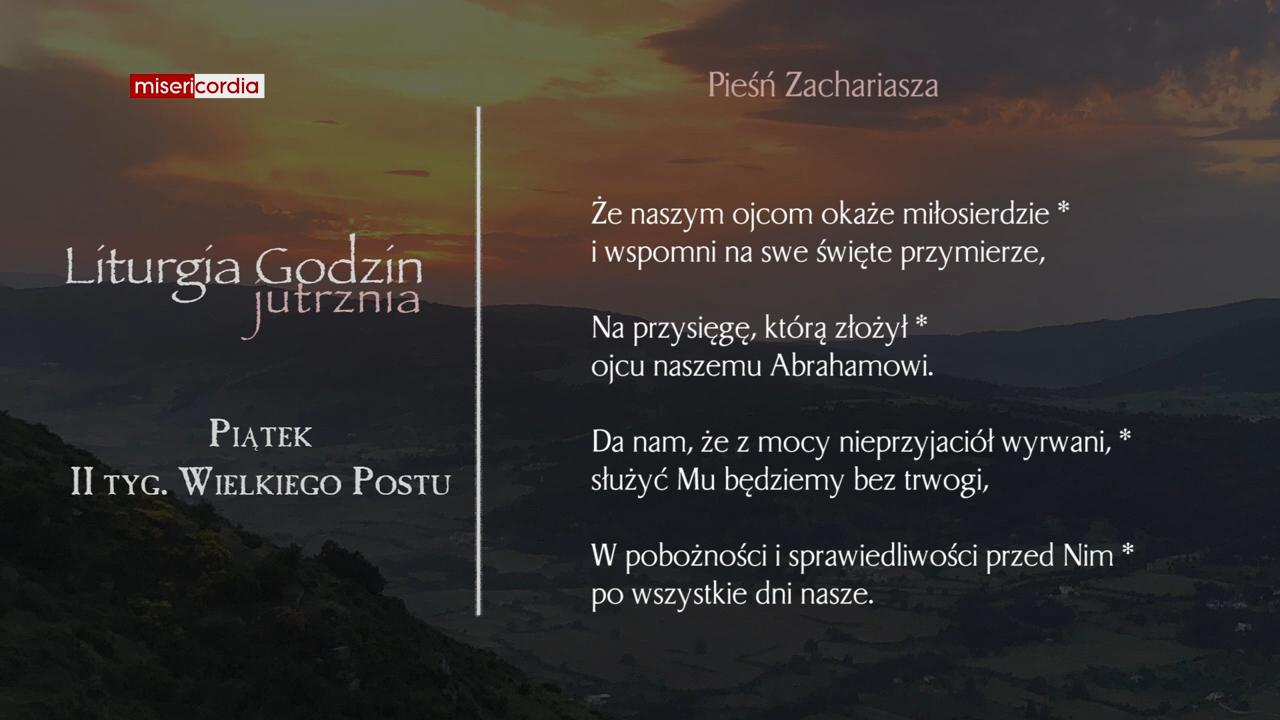 misericordia
Liturgia Godzin
jutrznia
Piątek
II tyg. Wielkiego Postu
Pieśń Zachariasza
Że naszym ojcom okaże miłosierdzie *
i wspomni na swe święte przymierze,
Na przysięgę, którą złożył *
ojcu naszemu Abrahamowi.
Da nam, że z mocy nieprzyjaciół wyrwani, *
służyć Mu będziemy bez trwogi,
W pobożności i sprawiedliwości przed Nim *
po wszystkie dni nasze.